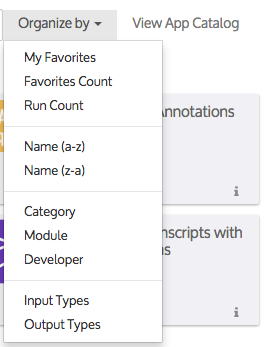 Organize by
View App Catalog
My Favorites
Favorites Count
Run Count
Annotations
Name (a-z)
Name (z-a)
Category
Module
nscripts with
Developer
ns
Input Types
Output Types